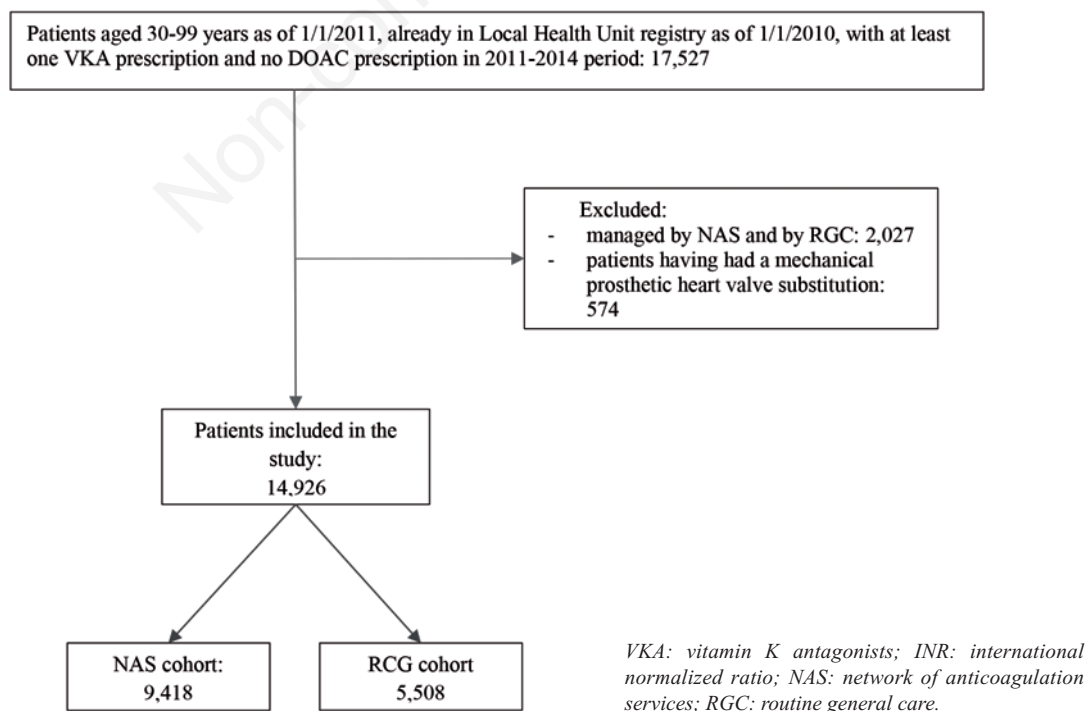 Patients aged 30-99 years as of 1/1/2011, already in Local Health Unit registry as of 1/1/2010, with at least
one VKA prescription and no DOAC prescription in 2011-2014 period: 17,527
Excluded:
- managed by NAS and by RGC: 2,027
- patients having had a mechanical
prosthetic heart valve substitution:
574
Patients included in the
study:
14,926
NAS cohort:
9,418
RCG cohort
5,508
VKA: vitamin K antagonists; INR: international
normalized ratio; NAS: network of anticoagulation
services; RGC: routine general care.
Non-con